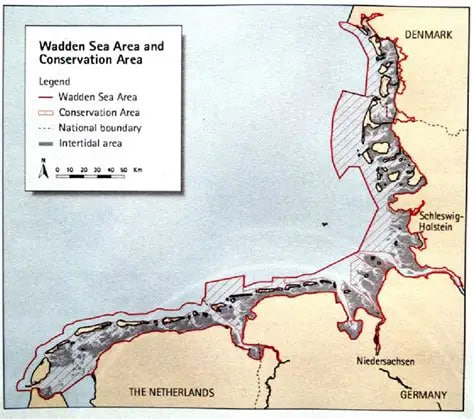 Wadden Sea Area and
Conservation Area
Legend
Wadden Sea Area
Conservation Area
National boundary
Intertidal area
N
0 10 20 30 40 50 Km
DENMARK
Schleswig-
Holstein
Niedersachsen
THE NETHERLANDS
GERMANY